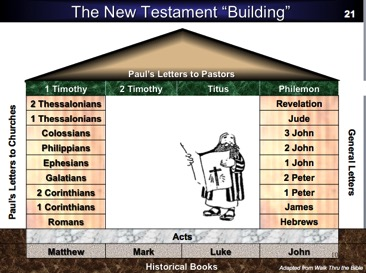 The New Testament “Building”
21
Paul's Letters to Pastors
1 Timothy 2 Timothy Titus Philemon
Paul's Letters to Churches
2 Thessalonians
1 Thessalonians
Colossians
Philippians
Ephesians
Galatians
2 Corinthians
1 Corinthians
Romans
Revelation
Jude
3 John
2 John
1 John
2 Peter
1 Peter
James
Hebrews
General Letters
Acts
Matthew Mark Luke John
Historical Books
Adapted from Walk Thru the Bible